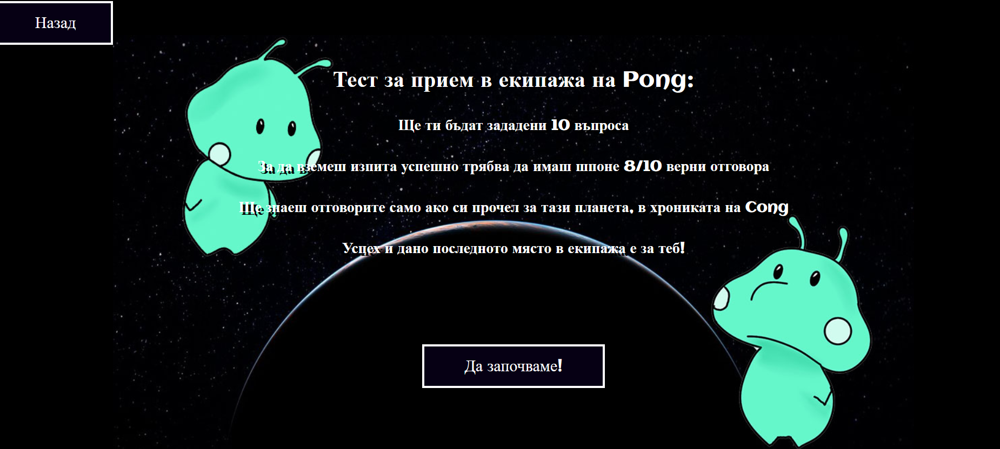 Назад
Тест за прием в екипажа на Pong:
Ще ти бъдат зададени 10 въпроса
За да вземеш изпита успешно трябва да имаш шпоне 8/10 верни отговора
Ще знаеш отговорите само ако си прочел за тази планета, в хрониката на Cong
Успех и дано последното място в екипажа е за теб!
Да започваме!